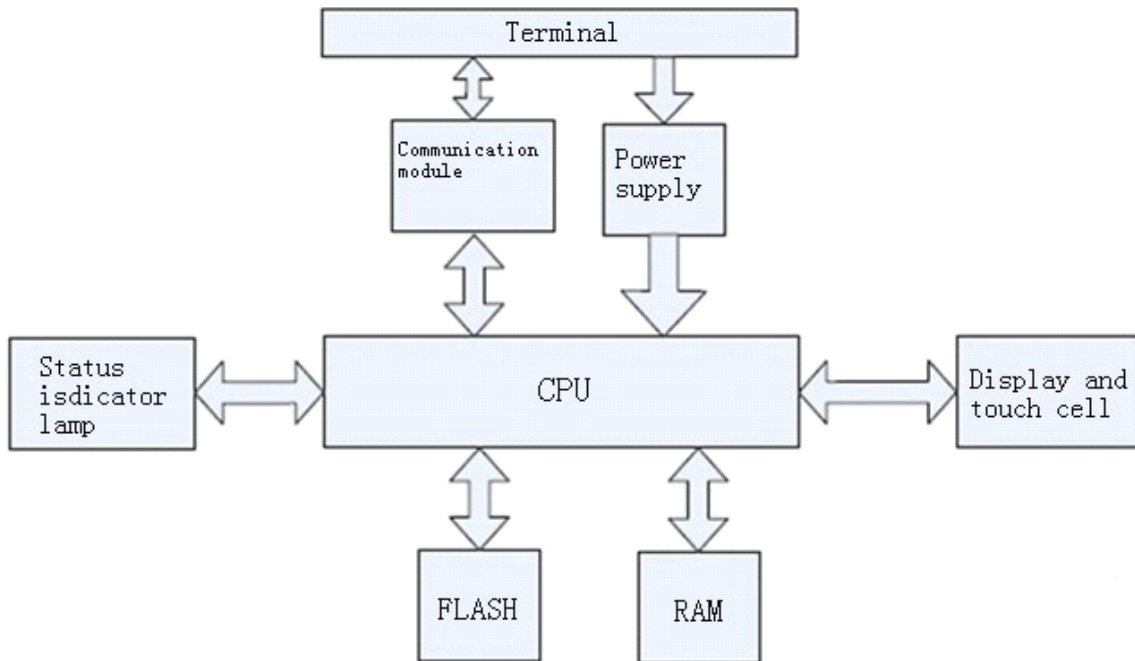 Terminal
Communication
module
Power
supply
Status
isdicator
lamp
CPU
Display and
touch cell
FLASH
RAM